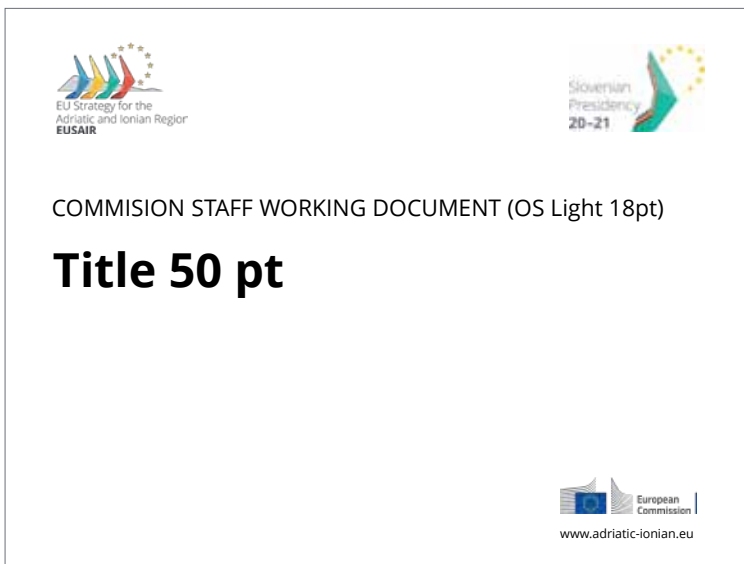 EU Strategy for the
Adriatic and Ionian Region
EUSAIR
Slovenian
Presidency
20–21
COMMISION STAFF WORKING DOCUMENT (OS Light 18pt)
Title 50 pt
European
Commission
www.adriatic-ionian.eu